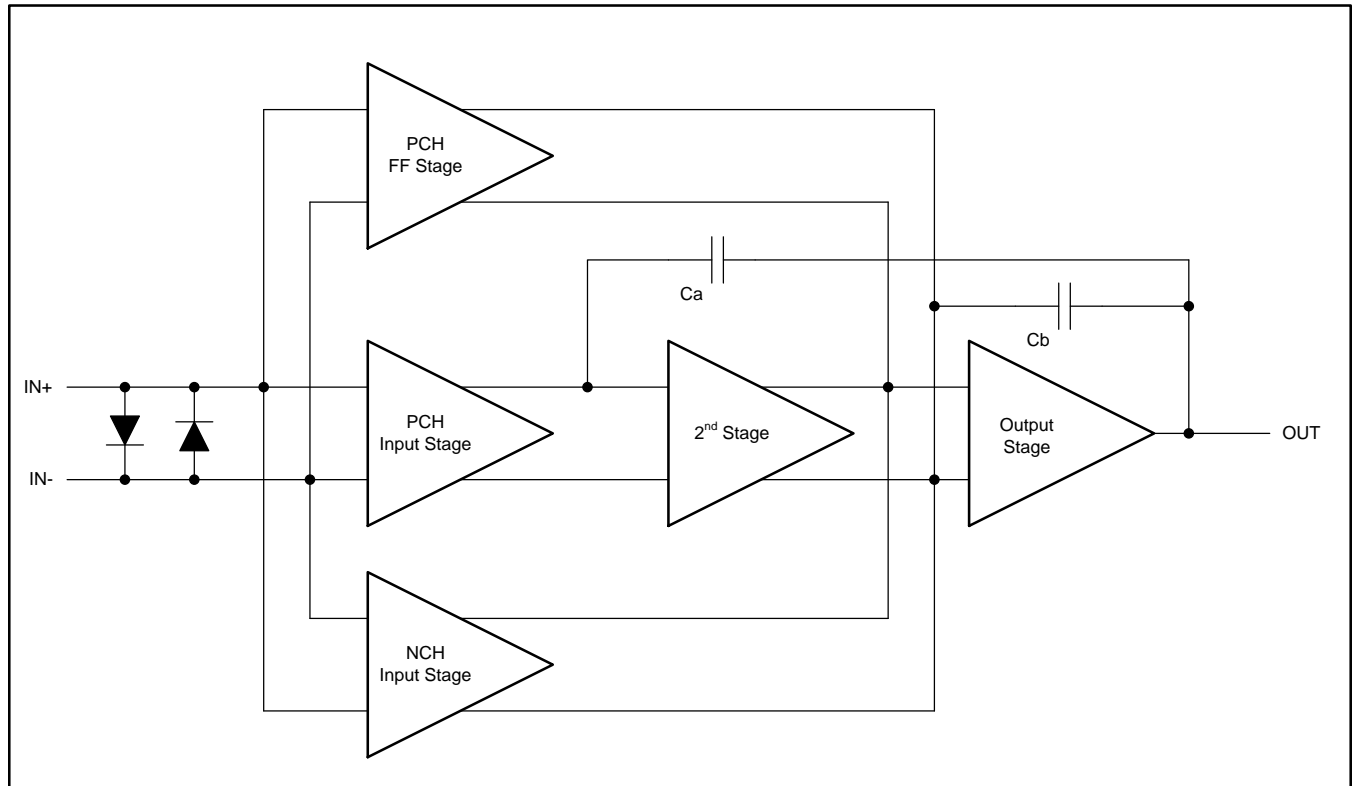 PCH
FF Stage
Ca
Cb
IN+
IN-
PCH
Input Stage
2nd Stage
Output
Stage
OUT
NCH
Input Stage